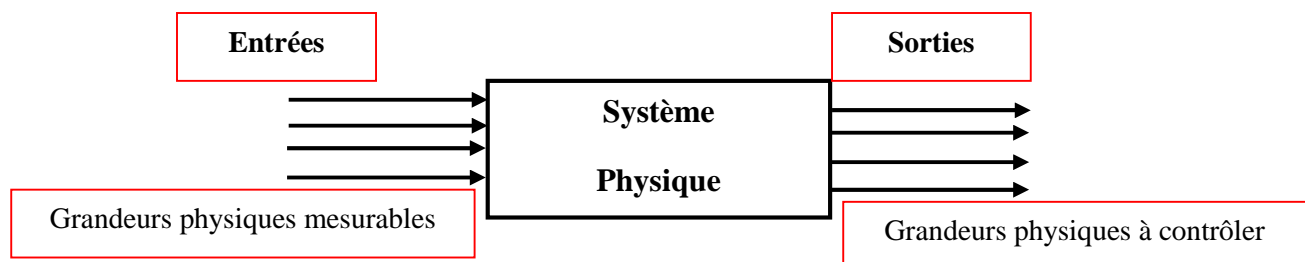 Entrées
Sorties
Système
Physique
Grandeurs physiques mesurables
Grandeurs physiques à contrôler